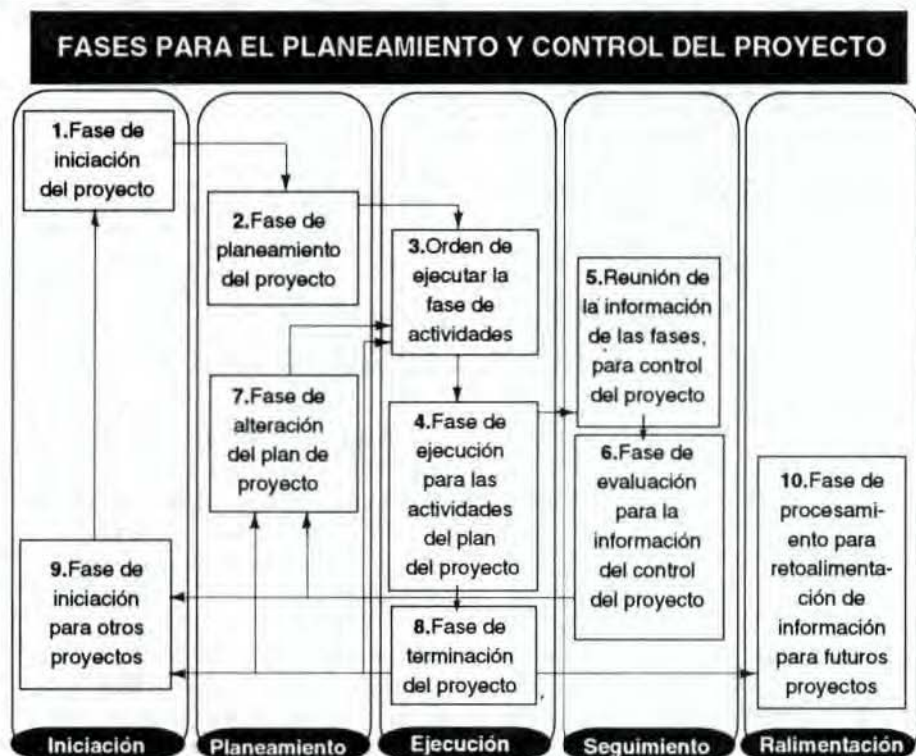 FASES PARA EL PLANEAMIENTO Y CONTROL DEL PROYECTO
1.Fase de
iniciación
del proyecto
2.Fase de
planeamiento
del proyecto
3.Orden de
ejecutar la
fase de
actividades
5.Reunión de
la información
de las fases,
para control
del proyecto
7.Fase de
alteración
del plan de
proyecto
4.Fase de
ejecución
para las
actividades
del plan
del proyecto
6.Fase de
evaluación
para la
información
del control
del proyecto
10.Fase de
procesami-
ento para
retoalimenta-
ción de
información
para futuros
proyectos
9.Fase de
iniciación
para otros
proyectos
8.Fase de
terminación
del proyecto
Iniciación
Planeamiento
Ejecución
Seguimiento
Ralimentación